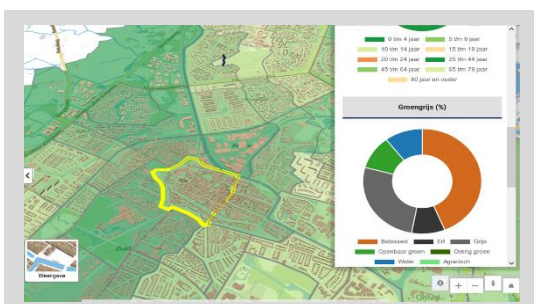 0 t/m 4 jaar 5 t/m 9 jaar
10 t/m 14 jaar 15 t/m 19 jaar
20 t/m 24 jaar 25 t/m 44 jaar
45 t/m 64 jaar 65 t/m 79 jaar
80 jaar en ouder
Groengrijs (%)
Bebouwd Erf Grijs
Openbaar groen Overig groen
Water Agrarisch
Zuid
Weergave